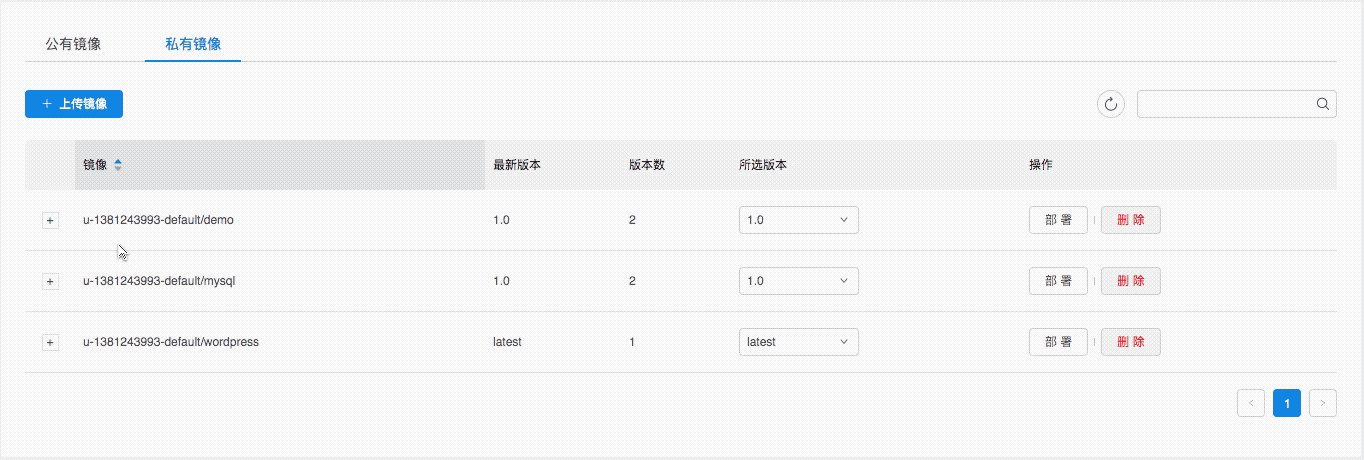 公有镜像 私有镜像
+ 上传镜像
镜像 最新版本 版本数 所选版本 操作
+ u-1381243993-default/demo 1.0 2 1.0 部 署 删 除
+ u-1381243993-default/mysql 1.0 2 1.0 部 署 删 除
+ u-1381243993-default/wordpress latest 1 latest 部 署 删 除
< 1 >